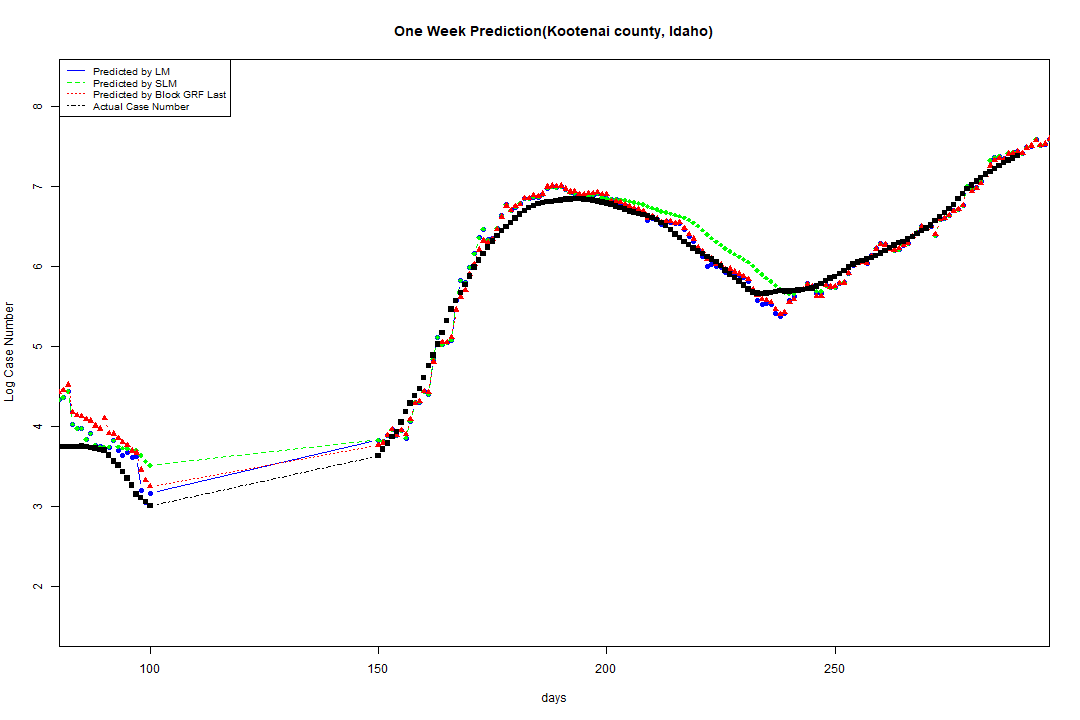 One Week Prediction(Kootenai county, Idaho)
Predicted by LM
Predicted by SLM
Predicted by Block GRF Last
Actual Case Number
8
7
6
5
4
3
2
Log Case Number
100 150 200 250
days